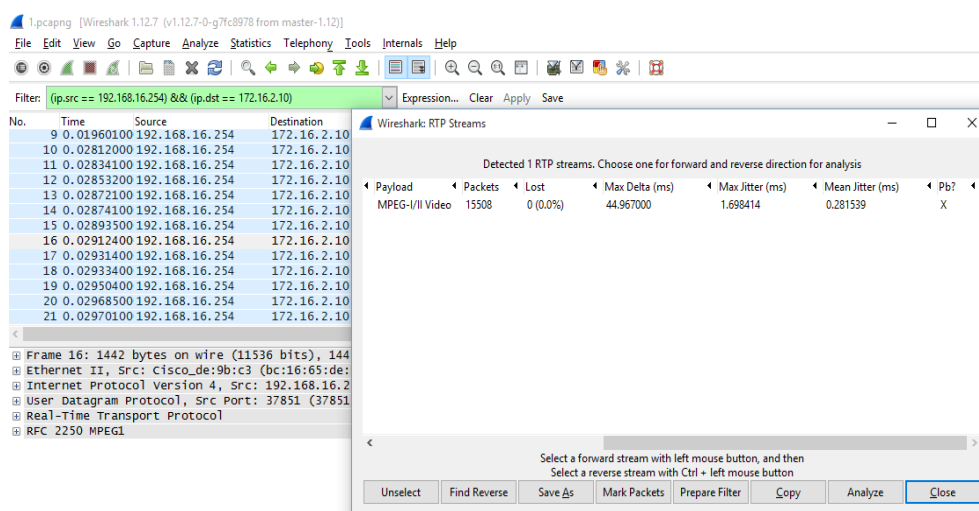 1.pcapng [Wireshark 1.12.7 (v1.12.7-0-g7fc8978 from master-1.12)]
File Edit View Go Capture Analyze Statistics Telephony Tools Internals Help
Filter: (ip.src == 192.168.16.254) && (ip.dst == 172.16.2.10) Expression... Clear Apply Save
No. Time Source Destination
9 0.01960100 192.168.16.254 172.16.2.10
10 0.02812000 192.168.16.254 172.16.2.10
11 0.02834100 192.168.16.254 172.16.2.10
12 0.02853200 192.168.16.254 172.16.2.10
13 0.02872100 192.168.16.254 172.16.2.10
14 0.02874100 192.168.16.254 172.16.2.10
15 0.02893500 192.168.16.254 172.16.2.10
16 0.02912400 192.168.16.254 172.16.2.10
17 0.02931400 192.168.16.254 172.16.2.10
18 0.02933400 192.168.16.254 172.16.2.10
19 0.02950400 192.168.16.254 172.16.2.10
20 0.02968500 192.168.16.254 172.16.2.10
21 0.02970100 192.168.16.254 172.16.2.10
Frame 16: 1442 bytes on wire (11536 bits), 144
Ethernet II, Src: Cisco_de:9b:c3 (bc:16:65:de:
Internet Protocol Version 4, Src: 192.168.16.2
User Datagram Protocol, Src Port: 37851 (37851
Real-Time Transport Protocol
RFC 2250 MPEG1
Wireshark: RTP Streams
Detected 1 RTP streams. Choose one for forward and reverse direction for analysis
Payload Packets Lost Max Delta (ms) Max Jitter (ms) Mean Jitter (ms) Pb?
MPEG-I/II Video 15508 0 (0.0%) 44.967000 1.698414 0.281539 X
Select a forward stream with left mouse button, and then
Select a reverse stream with Ctrl + left mouse button
Unselect Find Reverse Save As Mark Packets Prepare Filter Copy Analyze Close